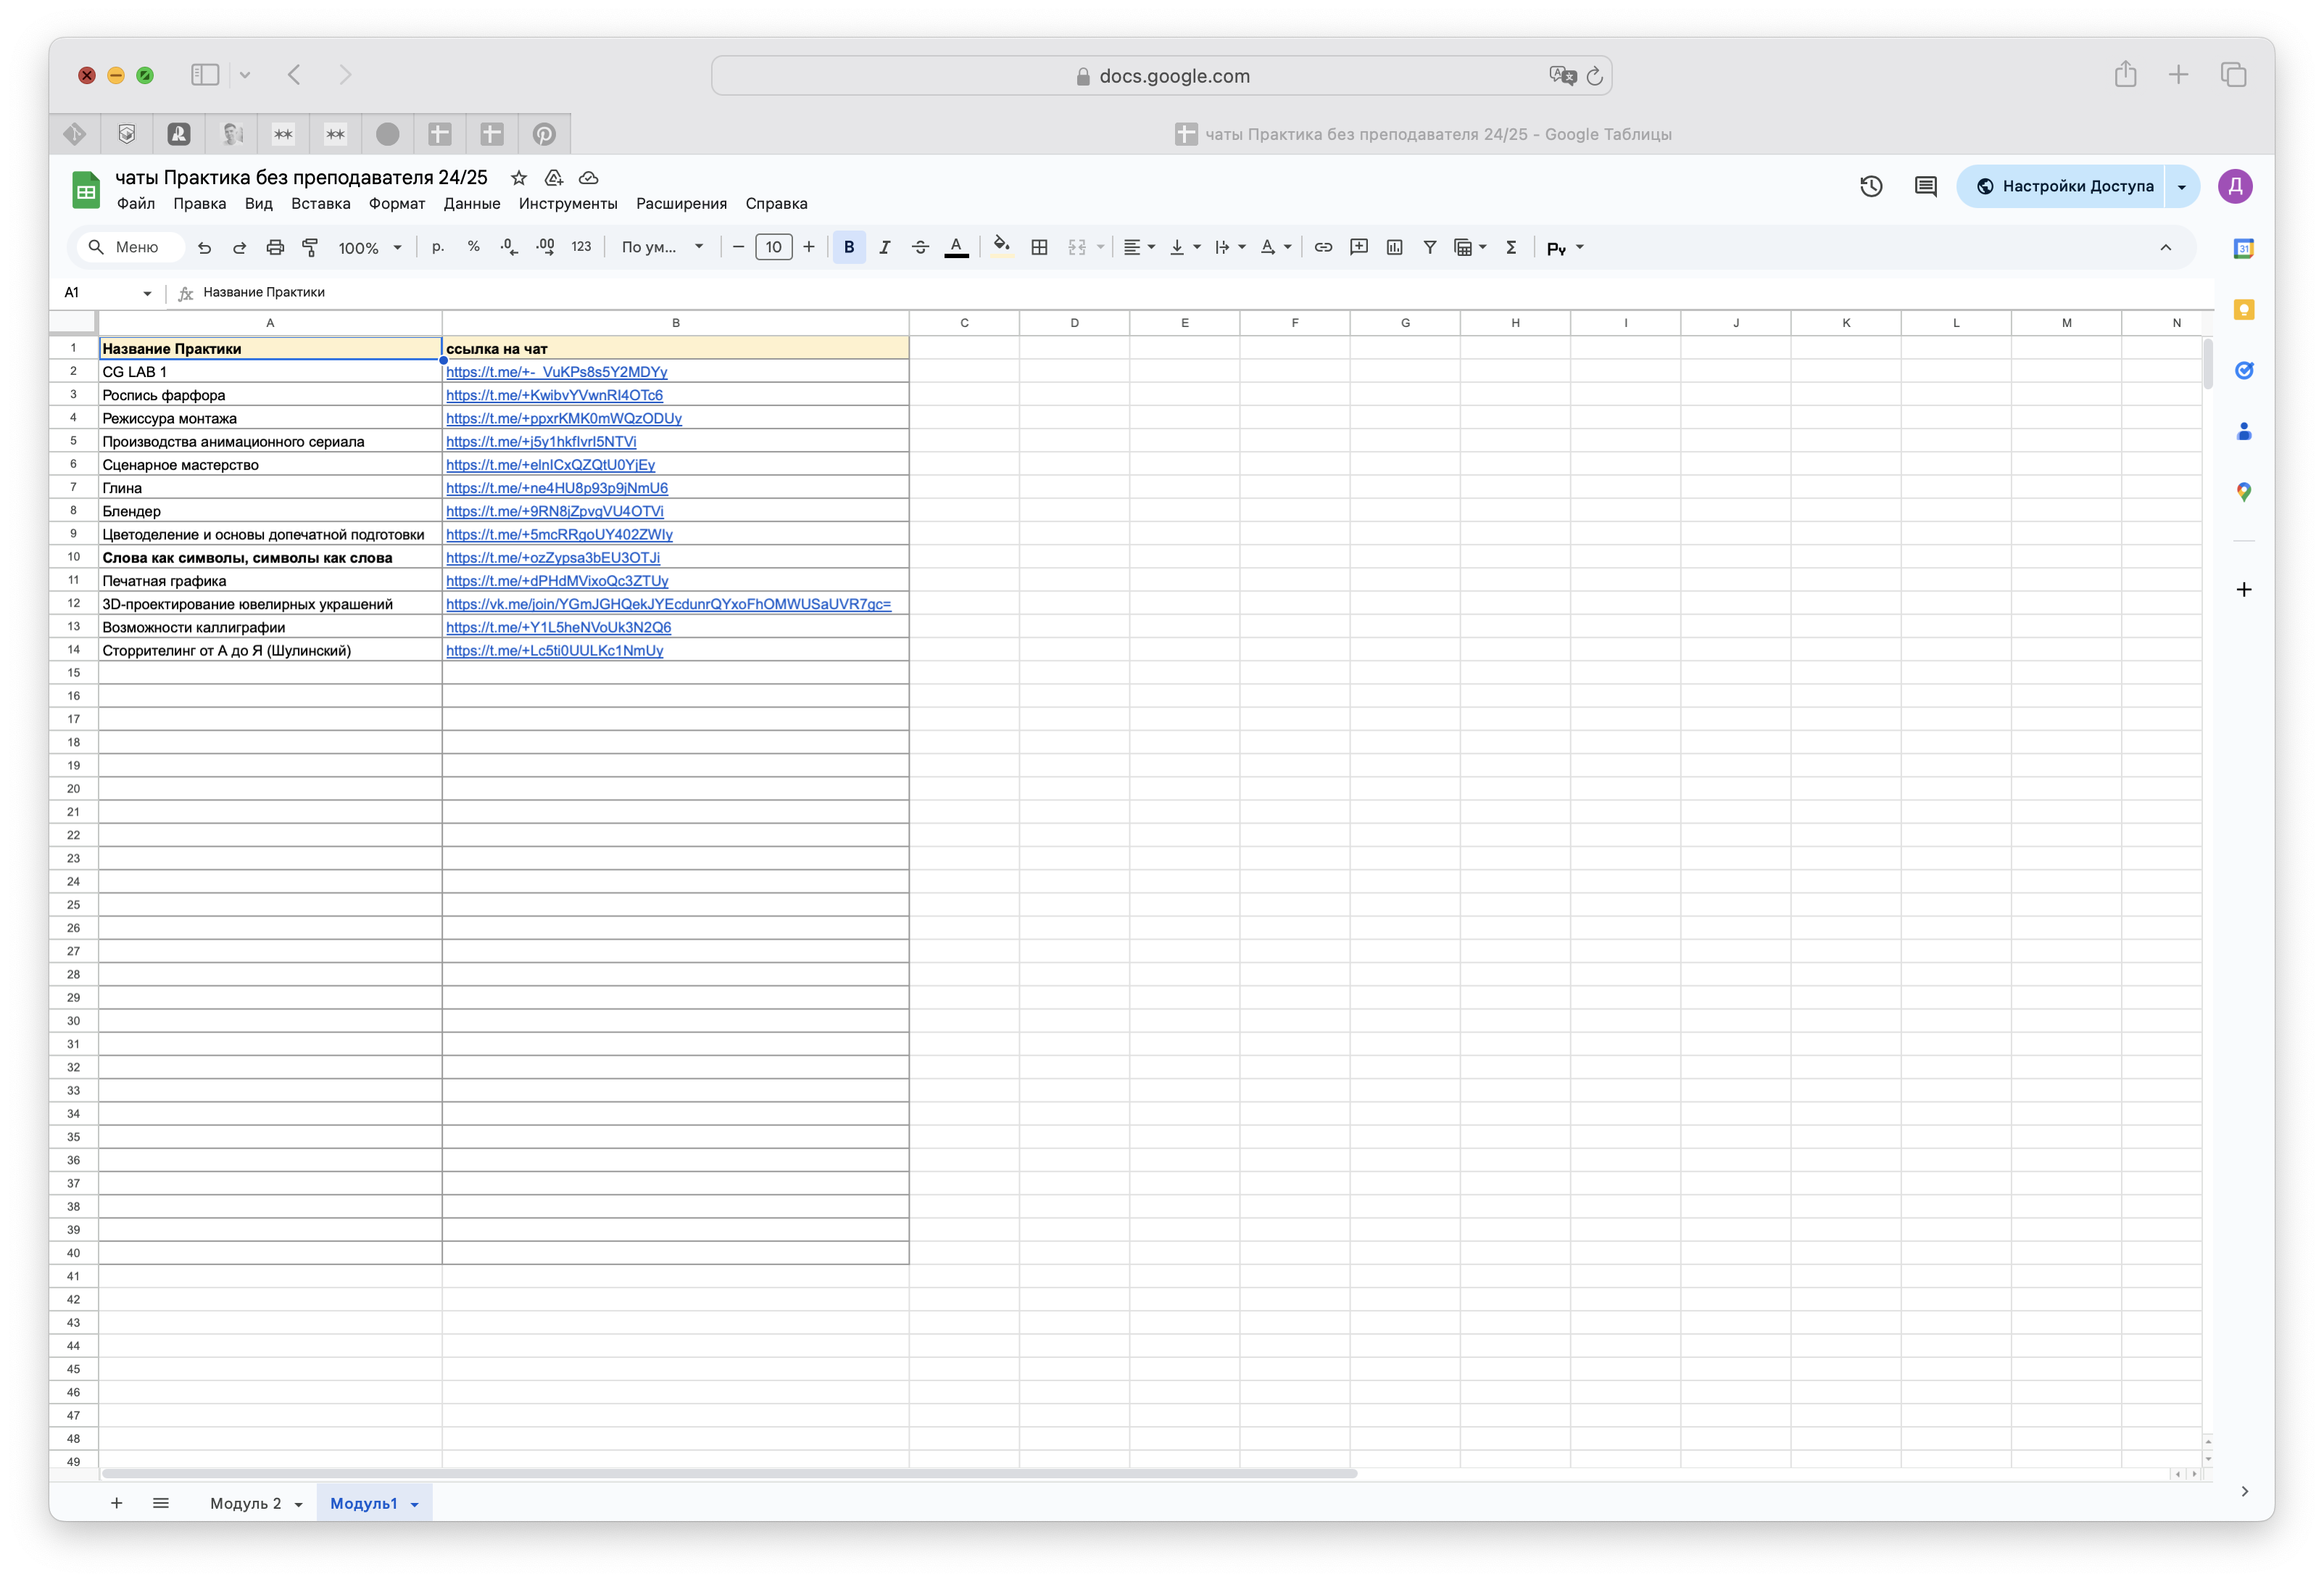 docs.google.com
чаты Практика без преподавателя 24/25 - Google Таблицы
чаты Практика без преподавателя 24/25
Настройки Доступа
Д
Файл Правка Вид Вставка Формат Данные Инструменты Расширения Справка
Меню 100% р. % .0 .00 123 По ум... 10 B I A Σ Ру
31
A1 fx Название Практики
A B C D E F G H I J K L M N
1 Название Практики ссылка на чат
2 CG LAB 1 https://t.me/+-_VuKPs8s5Y2MDYy
3 Роспись фарфора https://t.me/+KwibvYVwnRI4OTc6
4 Режиссура монтажа https://t.me/+ppxrKMK0mWQzODUy
5 Производства анимационного сериала https://t.me/+j5y1hkfIvrI5NTVi
6 Сценарное мастерство https://t.me/+elnICxQZQtU0YjEy
7 Глина https://t.me/+ne4HU8p93p9jNmU6
8 Блендер https://t.me/+9RN8jZpvgVU4OTVi
9 Цветоделение и основы допечатной подготовки https://t.me/+5mcRRgoUY402ZWIy
10 Слова как символы, символы как слова https://t.me/+ozZypsa3bEU3OTJi
11 Печатная графика https://t.me/+dPHdMVixoQc3ZTUy
12 3D-проектирование ювелирных украшений https://vk.me/join/YGmJGHQekJYEcdunrQYxoFhOMWUSaUVR7gc=
13 Возможности каллиграфии https://t.me/+Y1L5heNVoUk3N2Q6
14 Сторрителинг от А до Я (Шулинский) https://t.me/+Lc5ti0UULKc1NmUy
15
16
17
18
19
20
21
22
23
24
25
26
27
28
29
30
31
32
33
34
35
36
37
38
39
40
41
42
43
44
45
46
47
48
49
Модуль 2 Модуль1